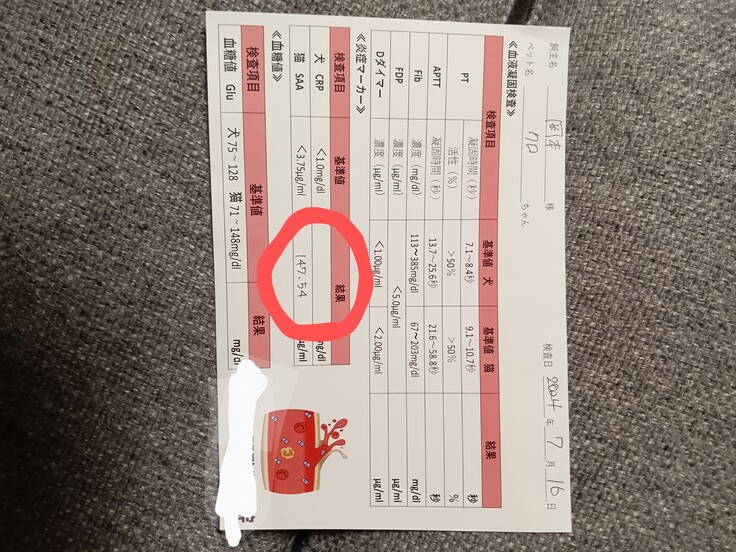 飼主名 岡本 様 検査日 2024 年 7 月 16 日
ペット名 クロ ちゃん
≪血液凝固検査≫
検査項目 基準値 犬 基準値 猫 結果
PT 凝固時間(秒) 7.1~8.4秒 9.1~10.7秒 秒
活性(%) >50% >50% %
APTT 凝固時間(秒) 13.7~25.6秒 21.6~58.8秒 秒
Fib 濃度(mg/dl) 113~385mg/dl 67~203mg/dl mg/dl
FDP 濃度(μg/ml) <5.0μg/ml μg/ml
Dダイマー 濃度(μg/ml) <1.00μg/ml <2.00μg/ml μg/ml
≪炎症マーカー≫
検査項目 基準値 結果
犬 CRP <1.0mg/dl mg/dl
猫 SAA <3.75μg/ml 147.54 μg/ml
≪血糖値≫
検査項目 基準値 結果
血糖値 Glu 犬 75~128 猫 71~148mg/dl mg/dl